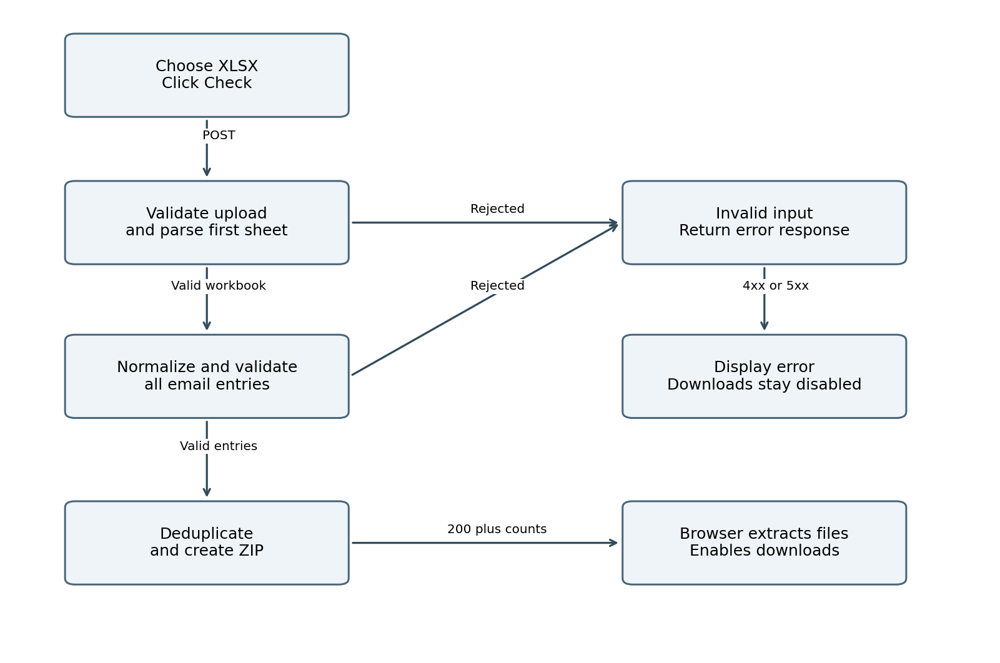 Choose XLSX
Click Check
POST
Validate upload
and parse first sheet
Rejected
Invalid input
Return error response
Valid workbook
Rejected
4xx or 5xx
Normalize and validate
all email entries
Display error
Downloads stay disabled
Valid entries
Deduplicate
and create ZIP
200 plus counts
Browser extracts files
Enables downloads